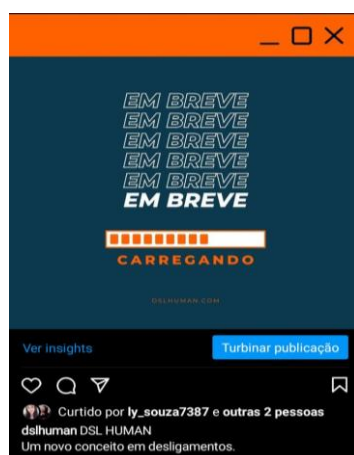 EM BREVE
EM BREVE
EM BREVE
EM BREVE
EM BREVE
EM BREVE
CARREGANDO
DSLHUMAN.COM
Ver insights
Turbinar publicação
Curtido por ly_souza7387 e outras 2 pessoas
dslhuman DSL HUMAN
Um novo conceito em desligamentos.